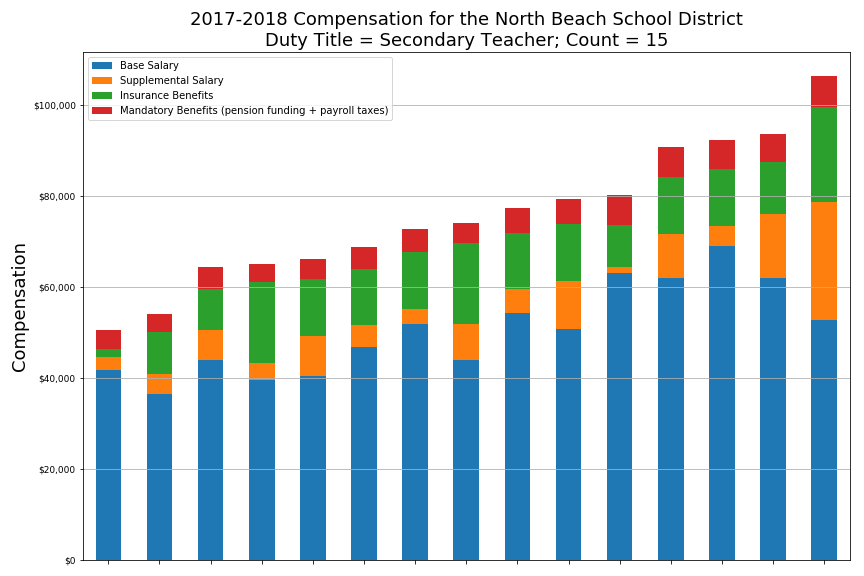 2017-2018 Compensation for the North Beach School District
Duty Title = Secondary Teacher; Count = 15
Base Salary
Supplemental Salary
Insurance Benefits
Mandatory Benefits (pension funding + payroll taxes)
$100,000
$80,000
$60,000
$40,000
$20,000
$0
Compensation